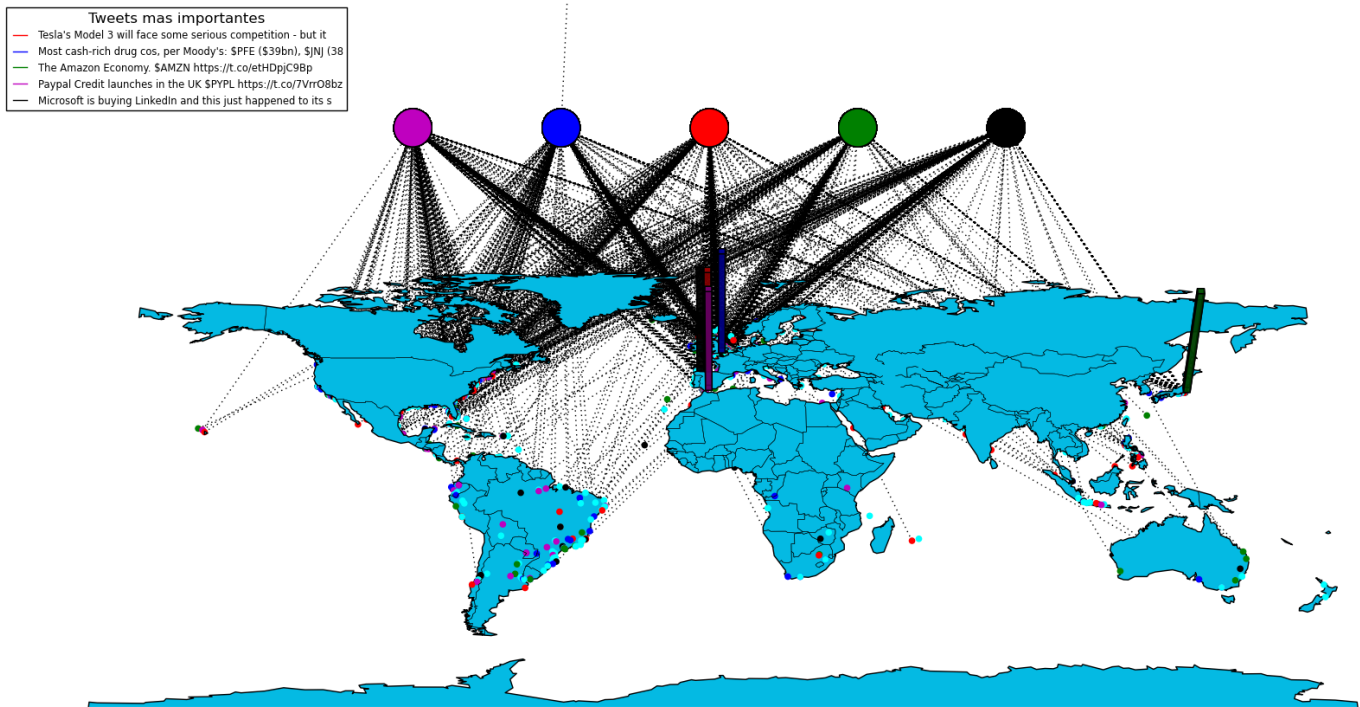 Tweets mas importantes
Tesla's Model 3 will face some serious competition - but it
Most cash-rich drug cos, per Moody's: $PFE ($39bn), $JNJ (38
The Amazon Economy. $AMZN https://t.co/etHDpjC9Bp
Paypal Credit launches in the UK $PYPL https://t.co/7VrrO8bz
Microsoft is buying LinkedIn and this just happened to its s